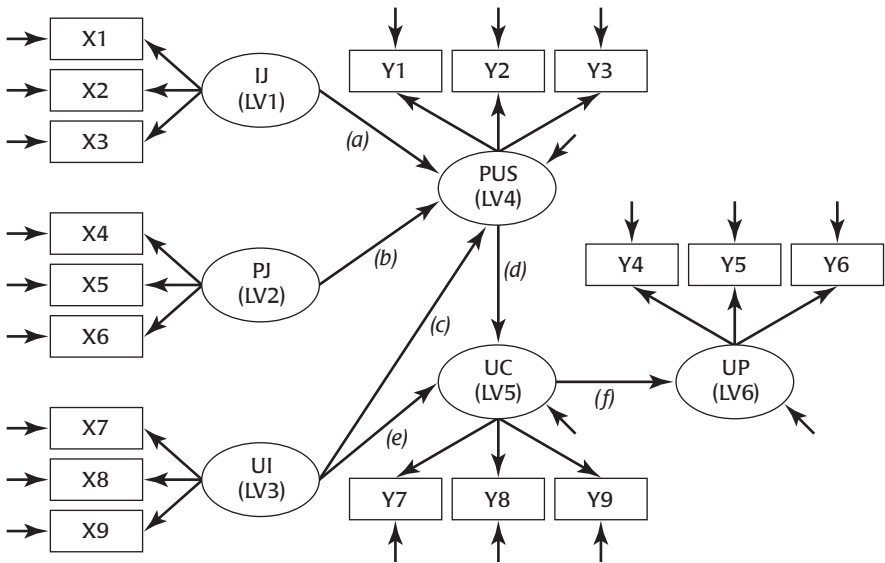 X1
X2
X3
IJ
(LV1)
Y1
Y2
Y3
(a)
PUS
(LV4)
X4
X5
X6
PJ
(LV2)
(b)
(c)
(d)
Y4
Y5
Y6
UC
(LV5)
(f)
UP
(LV6)
X7
X8
X9
UI
(LV3)
(e)
Y7
Y8
Y9